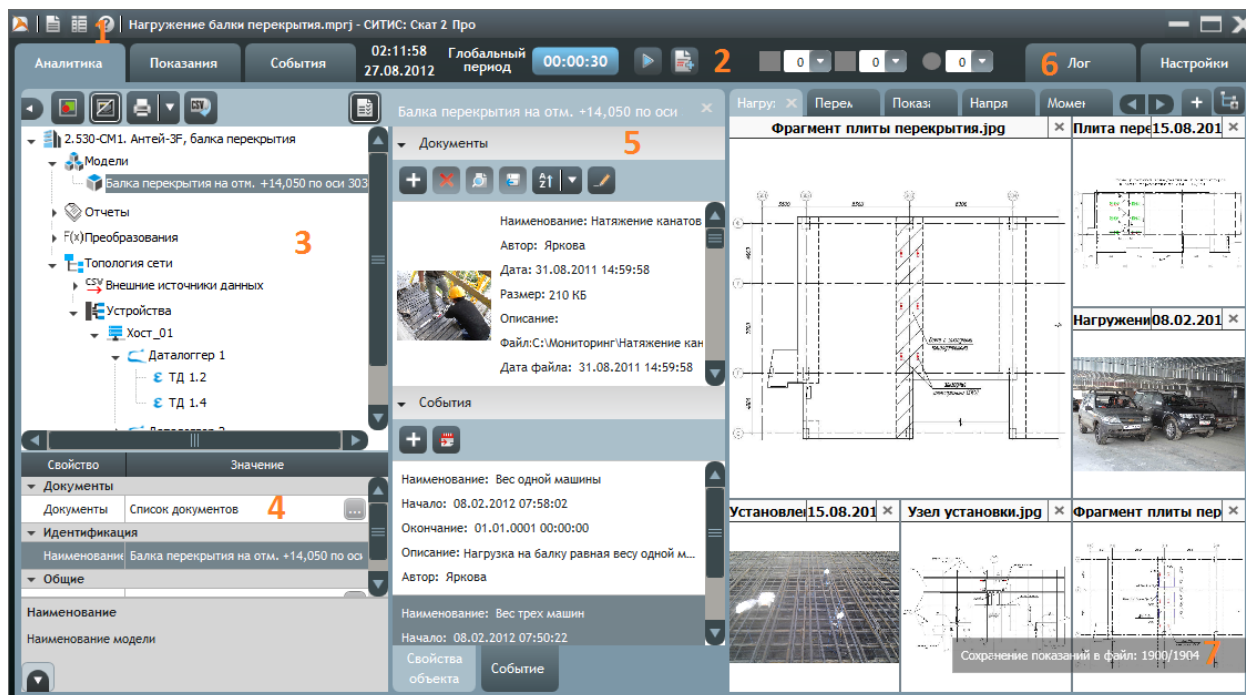 Нагружение балки перекрытия.mprj - СИТИС: Скат 2 Про
1
Аналитика
Показания
События
02:11:58
27.08.2012
Глобальный
период
00:00:30
2
0
0
0
6
Лог
Настройки
CSV
2.530-СМ1. Антей-3F, балка перекрытия
Модели
Балка перекрытия на отм. +14,050 по оси 303
Отчеты
F(x)Преобразования
3
Топология сети
CSV Внешние источники данных
Устройства
Хост_01
Даталоггер 1
ε ТД 1.2
ε ТД 1.4
Свойство
Значение
Документы
Документы
Список документов
...
4
Идентификация
Наименование
Балка перекрытия на отм. +14,050 по оси
Общие
Наименование
Наименование модели
Балка перекрытия на отм. +14,050 по оси
Документы
5
Наименование: Натяжение канатов
Автор: Яркова
Дата: 31.08.2011 14:59:58
Размер: 210 КБ
Описание:
Файл:C:\Мониторинг\Натяжение кан
Дата файла: 31.08.2011 14:59:58
События
Наименование: Вес одной машины
Начало: 08.02.2012 07:58:02
Окончание: 01.01.0001 00:00:00
Описание: Нагрузка на балку равная весу одной м...
Автор: Яркова
Наименование: Вес трех машин
Начало: 08.02.2012 07:50:22
Свойства
объекта
Событие
Нагру:
Перем
Показ:
Напря
Момен
Фрагмент плиты перекрытия.jpg
Плита пере
15.08.201
Нагружени
08.02.201
Установле
15.08.201
Узел установки.jpg
Фрагмент плиты пер
Сохранение показаний в файл: 1900/1904
7